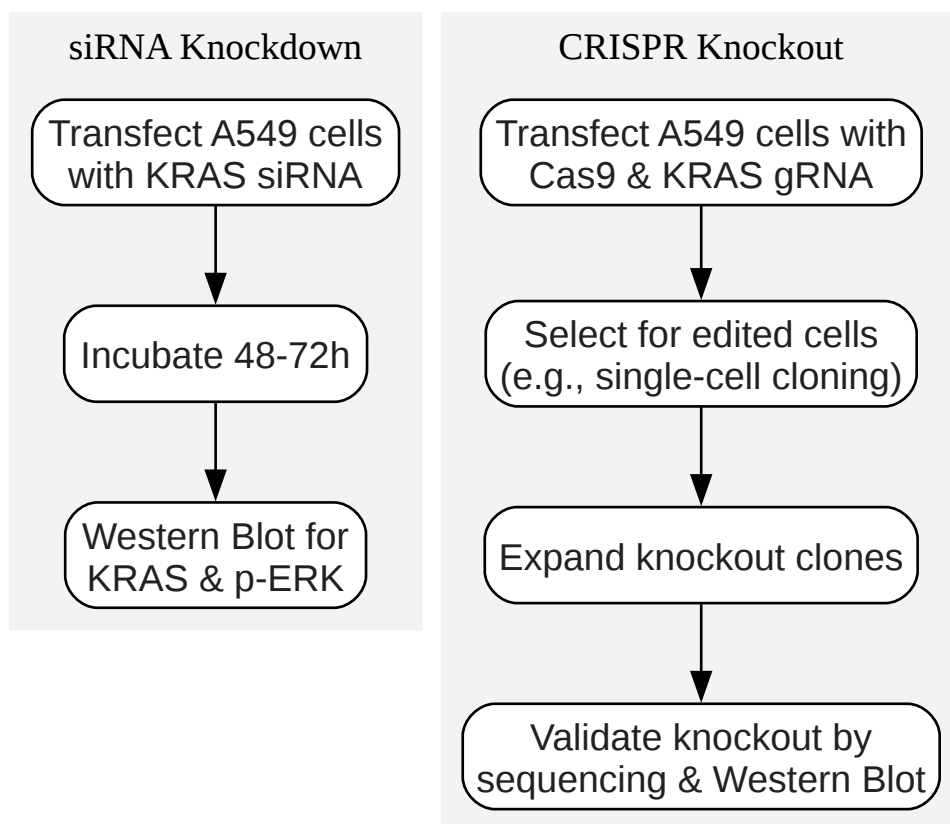 siRNA Knockdown
Transfect A549 cells
with KRAS siRNA
Incubate 48-72h
Western Blot for
KRAS & p-ERK
CRISPR Knockout
Transfect A549 cells with
Cas9 & KRAS gRNA
Select for edited cells
(e.g., single-cell cloning)
Expand knockout clones
Validate knockout by
sequencing & Western Blot